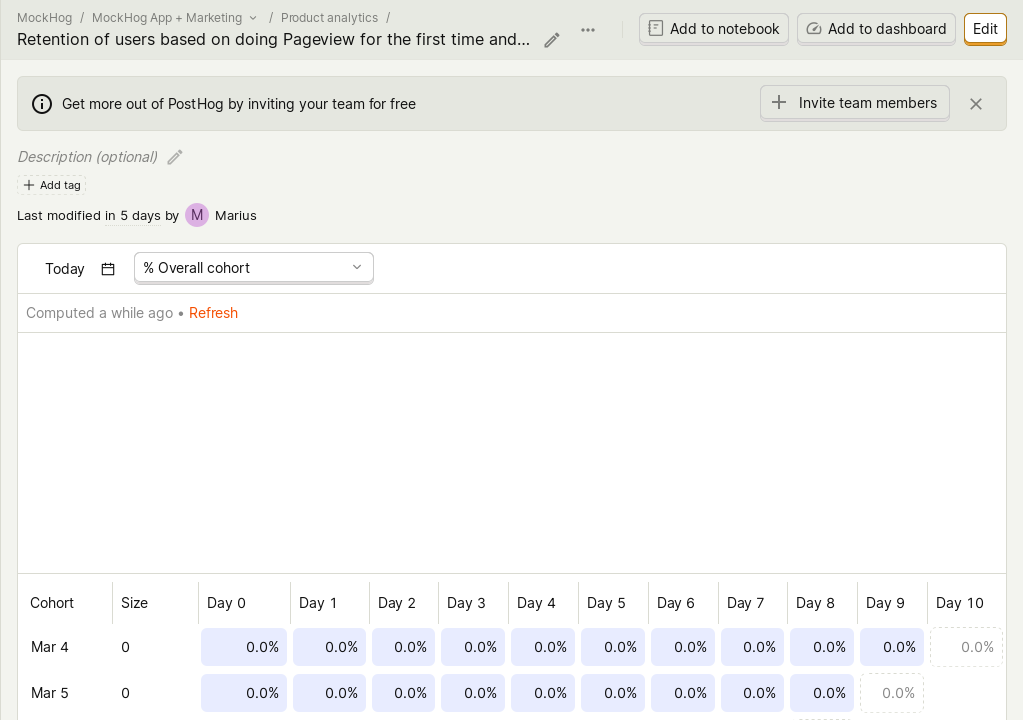 MockHog / MockHog App + Marketing / Product analytics /
Retention of users based on doing Pageview for the first time and...
Add to notebook
Add to dashboard
Edit
Get more out of PostHog by inviting your team for free
Invite team members
Description (optional)
Add tag
Last modified in 5 days by M Marius
Today
% Overall cohort
Computed a while ago • Refresh
Cohort Size Day 0 Day 1 Day 2 Day 3 Day 4 Day 5 Day 6 Day 7 Day 8 Day 9 Day 10
Mar 4 0 0.0% 0.0% 0.0% 0.0% 0.0% 0.0% 0.0% 0.0% 0.0% 0.0% 0.0%
Mar 5 0 0.0% 0.0% 0.0% 0.0% 0.0% 0.0% 0.0% 0.0% 0.0% 0.0%